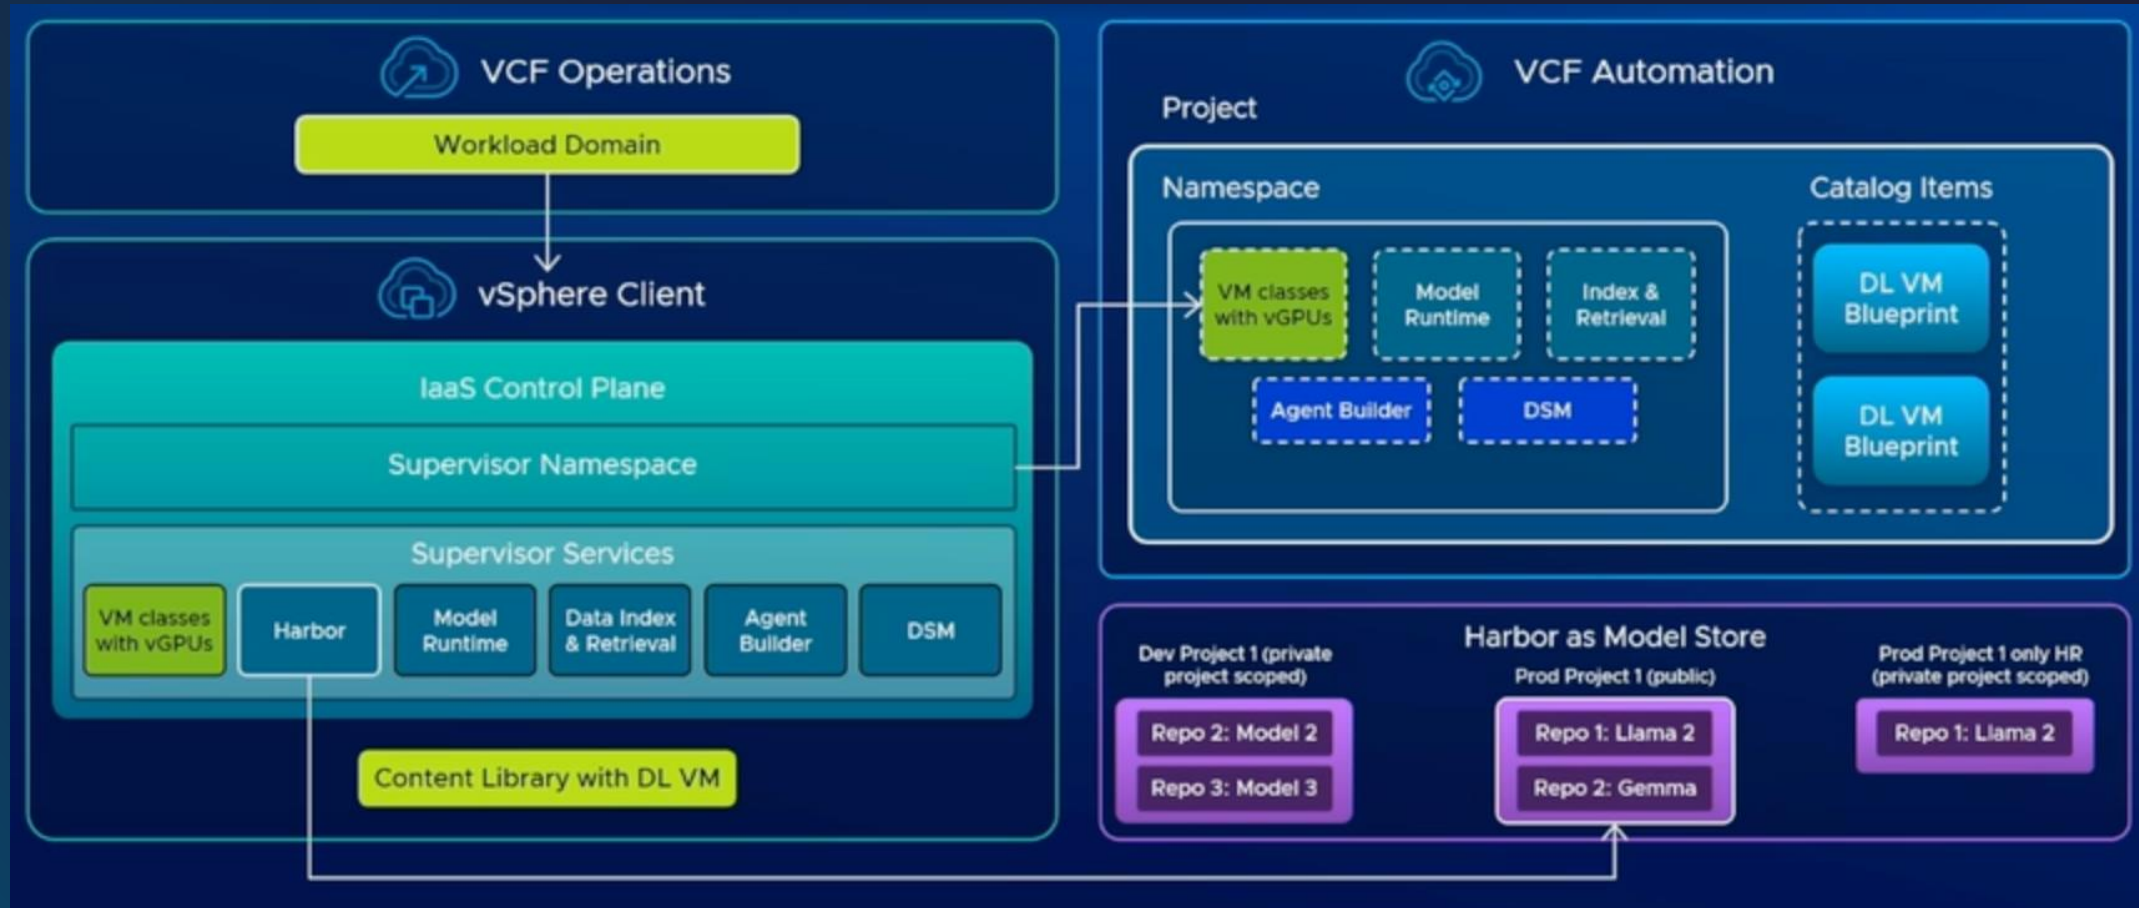 VCF Operations
Workload Domain
vSphere Client
IaaS Control Plane
Supervisor Namespace
Supervisor Services
VM classes
with vGPUs
Harbor
Model
Runtime
Data Index
& Retrieval
Agent
Builder
DSM
Content Library with DL VM
VCF Automation
Project
Namespace
VM classes
with vGPUs
Model
Runtime
Index &
Retrieval
Agent Builder
DSM
Catalog Items
DL VM
Blueprint
DL VM
Blueprint
Harbor as Model Store
Dev Project 1 (private
project scoped)
Repo 2: Model 2
Repo 3: Model 3
Prod Project 1 (public)
Repo 1: Llama 2
Repo 2: Gemma
Prod Project 1 only HR
(private project scoped)
Repo 1: Llama 2